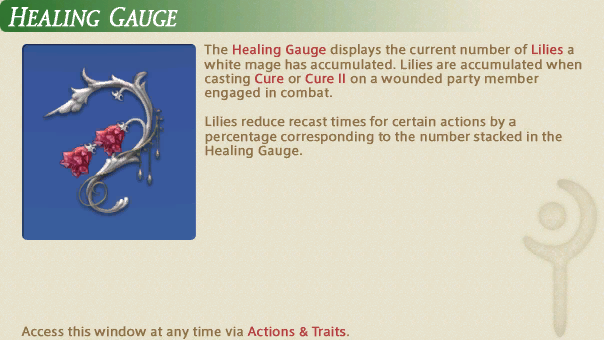 HEALING GAUGE
The Healing Gauge displays the current number of Lilies a
white mage has accumulated. Lilies are accumulated when
casting Cure or Cure II on a wounded party member
engaged in combat.
Lilies reduce recast times for certain actions by a
percentage corresponding to the number stacked in the
Healing Gauge.
Access this window at any time via Actions & Traits.